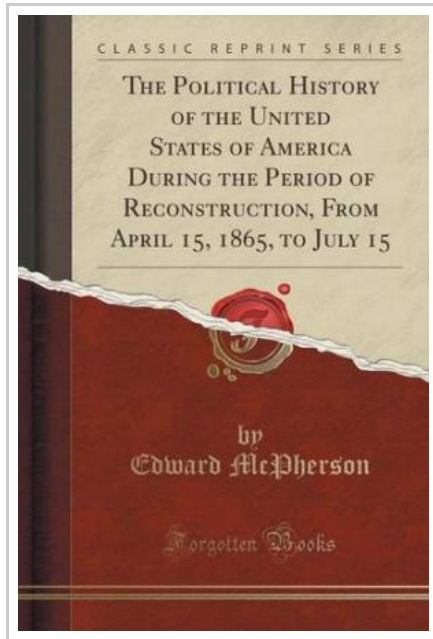 CLASSIC REPRINT SERIES
THE POLITICAL HISTORY
OF THE UNITED
STATES OF AMERICA
DURING THE PERIOD OF
RECONSTRUCTION, FROM
APRIL 15, 1865, TO JULY 15
F
by
Edward McPherson
Forgotten Books